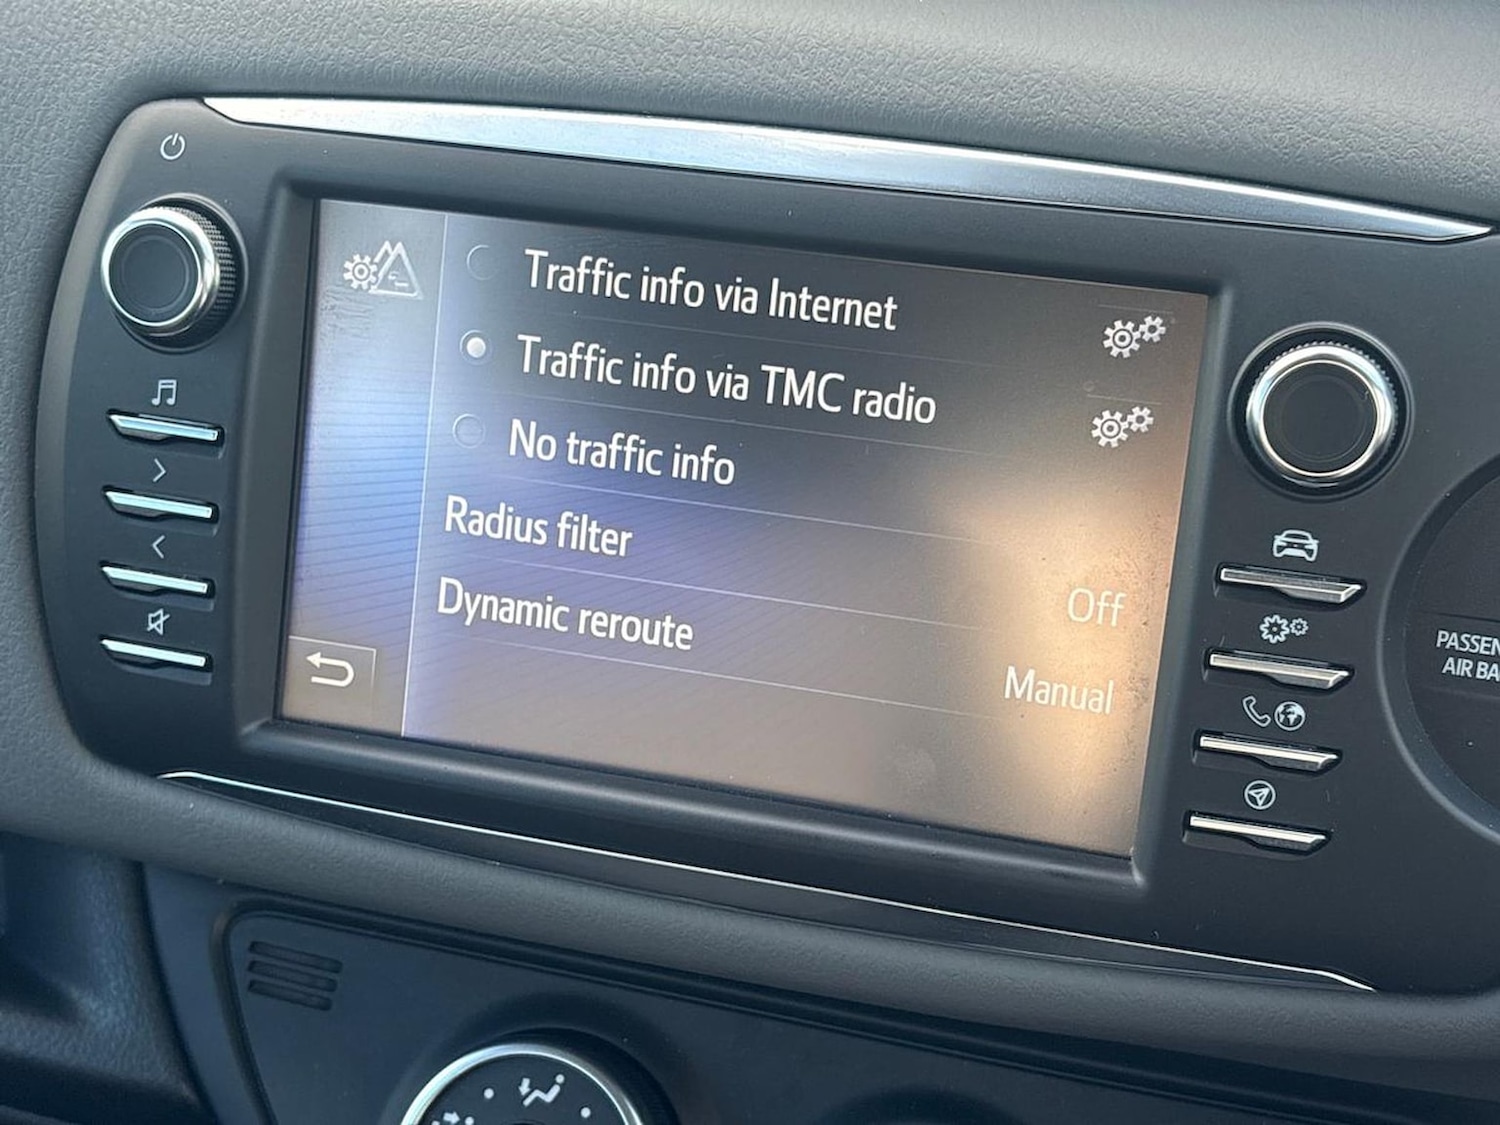 Traffic info via Internet
Traffic info via TMC radio
No traffic info
Radius filter
Off
Dynamic reroute
Manual